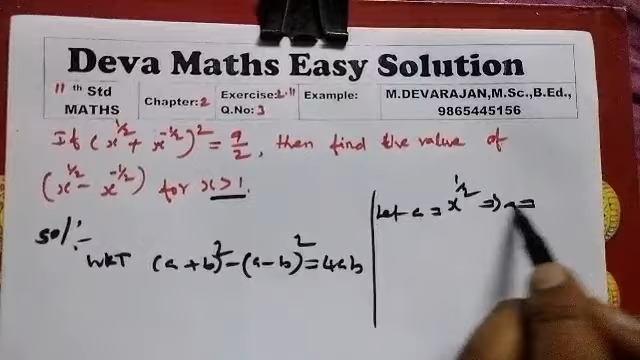 Deva Maths Easy Solution
11th Std MATHS
Chapter: 2
Exercise: 2.11
Q.No: 3
Example:
M.DEVARAJAN,M.Sc.,B.Ed.,
9865445156
If (x^1/2 + x^-1/2)^2 = 9/2, then find the value of
(x^1/2 - x^-1/2) for x>1.
Sol:-
WKT (a+b)^2-(a-b)^2=4ab
Let a = x^1/2 => a =